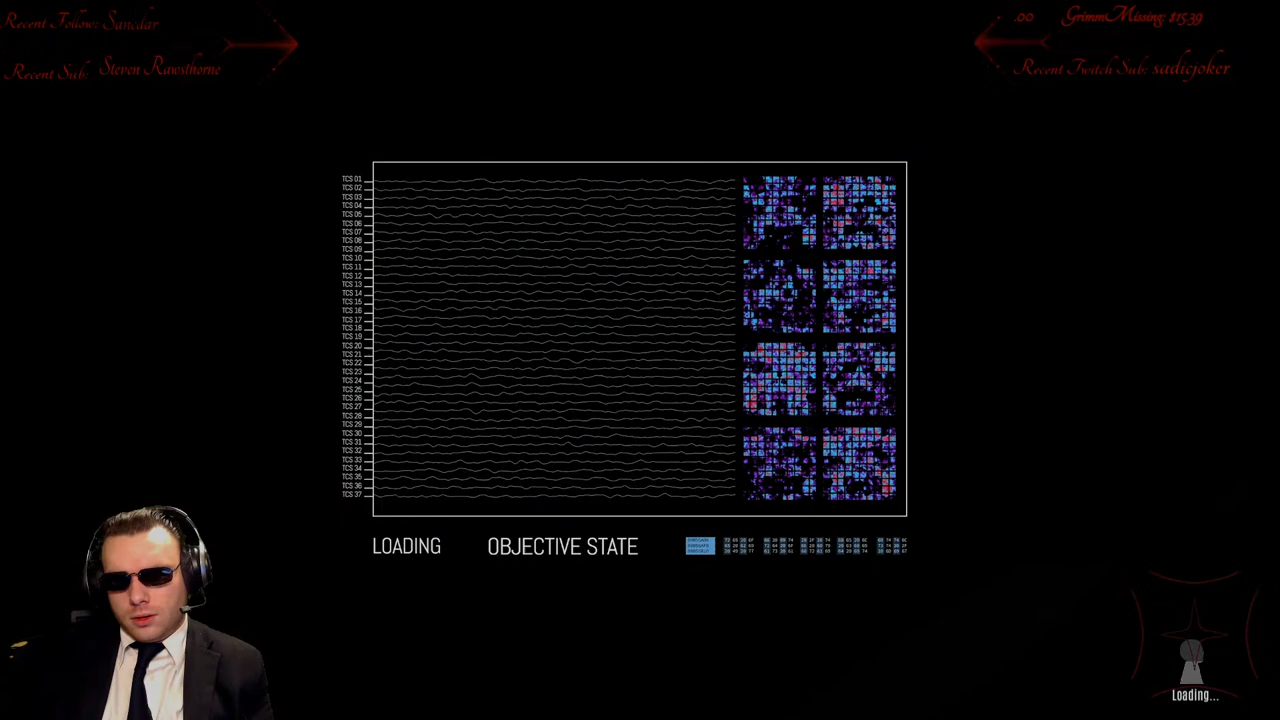 Recent Follow: Sancdar
.00 GrimmMissing: $15.39
Recent Sub: Steven Rawsthorne
Recent Twitch Sub: sadicjoker
TCS 01
TCS 02
TCS 03
TCS 04
TCS 05
TCS 06
TCS 07
TCS 08
TCS 09
TCS 10
TCS 11
TCS 12
TCS 13
TCS 14
TCS 15
TCS 16
TCS 17
TCS 18
TCS 19
TCS 20
TCS 21
TCS 22
TCS 23
TCS 24
TCS 25
TCS 26
TCS 27
TCS 28
TCS 29
TCS 30
TCS 31
TCS 32
TCS 33
TCS 34
TCS 35
TCS 36
TCS 37
LOADING OBJECTIVE STATE
Loading...